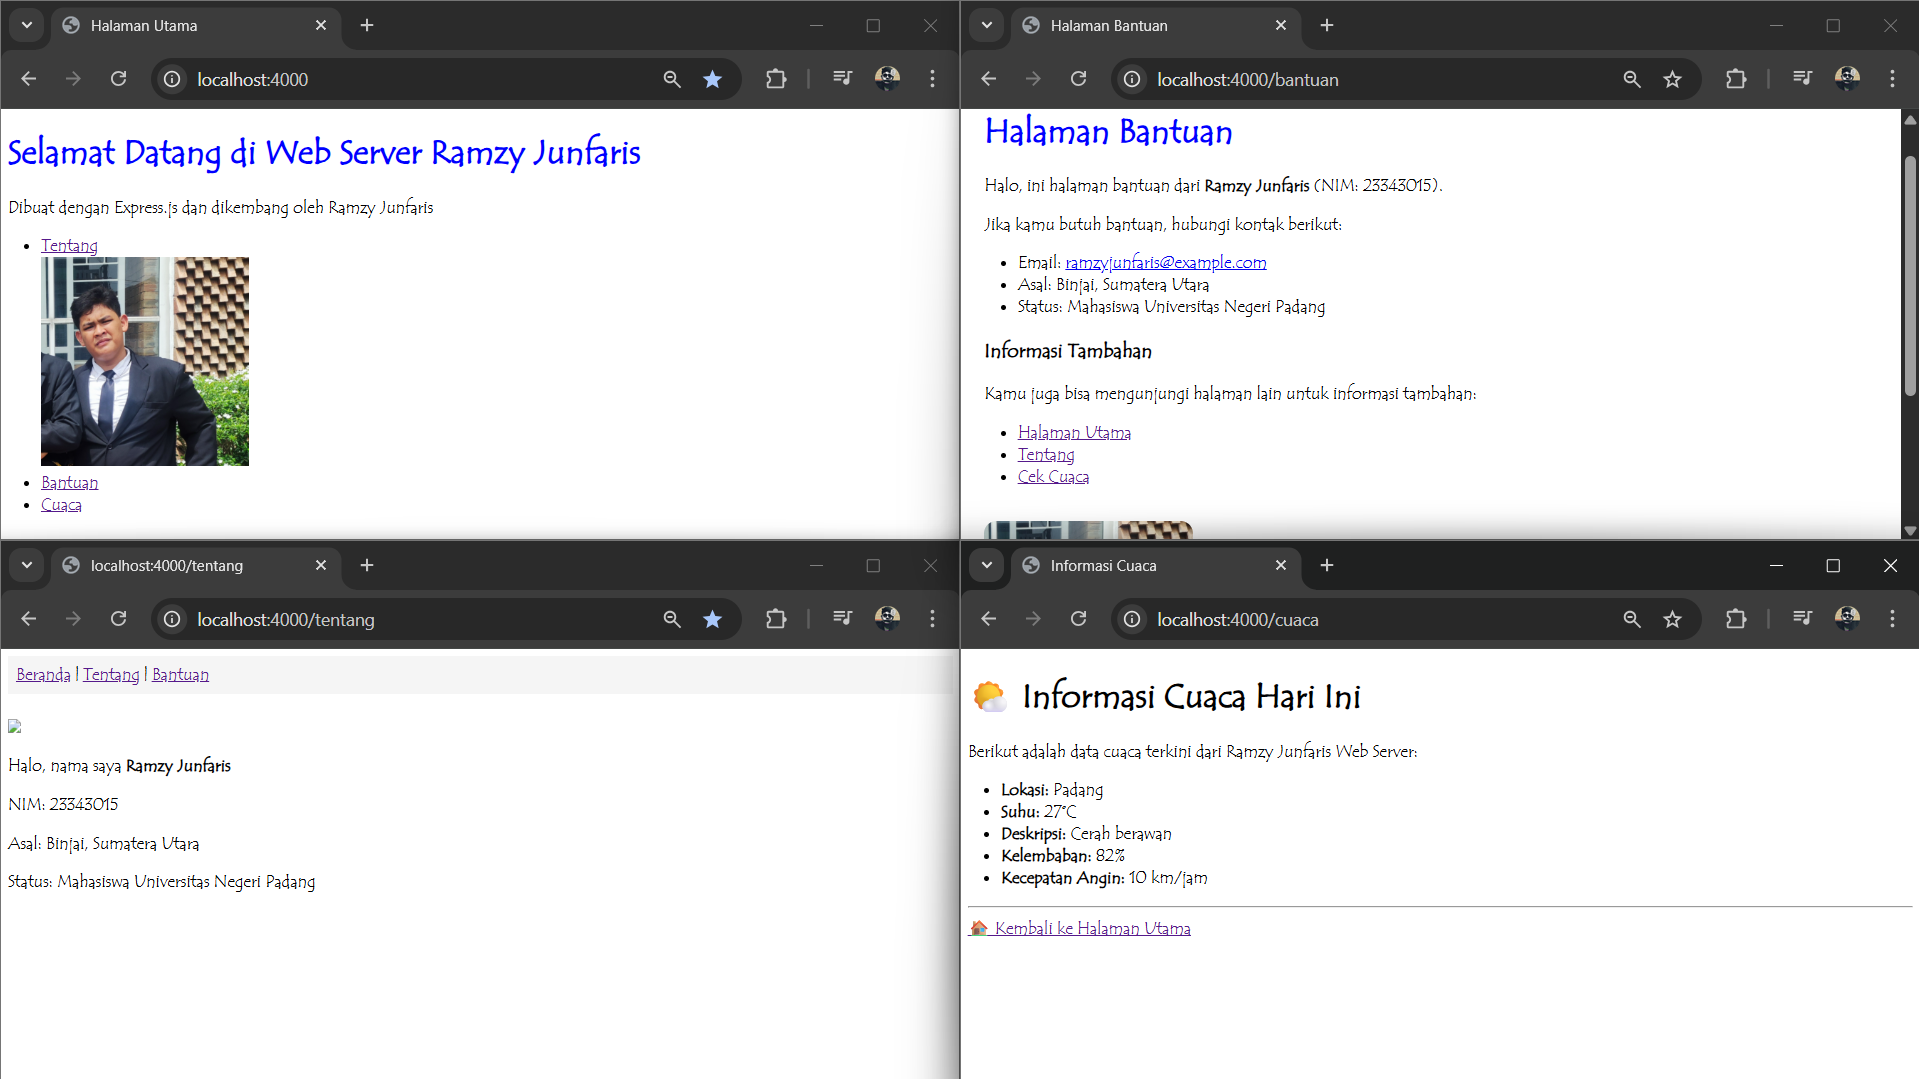 Halaman Utama
localhost:4000
Selamat Datang di Web Server Ramzy Junfaris
Dibuat dengan Express.js dan dikembang oleh Ramzy Junfaris
Tentang
Bantuan
Cuaca
Halaman Bantuan
localhost:4000/bantuan
Halaman Bantuan
Halo, ini halaman bantuan dari Ramzy Junfaris (NIM: 23343015).
Jika kamu butuh bantuan, hubungi kontak berikut:
Email: ramzyjunfaris@example.com
Asal: Binjai, Sumatera Utara
Status: Mahasiswa Universitas Negeri Padang
Informasi Tambahan
Kamu juga bisa mengunjungi halaman lain untuk informasi tambahan:
Halaman Utama
Tentang
Cek Cuaca
localhost:4000/tentang
localhost:4000/tentang
Beranda | Tentang | Bantuan
Halo, nama saya Ramzy Junfaris
NIM: 23343015
Asal: Binjai, Sumatera Utara
Status: Mahasiswa Universitas Negeri Padang
Informasi Cuaca
localhost:4000/cuaca
Informasi Cuaca Hari Ini
Berikut adalah data cuaca terkini dari Ramzy Junfaris Web Server:
Lokasi: Padang
Suhu: 27°C
Deskripsi: Cerah berawan
Kelembaban: 82%
Kecepatan Angin: 10 km/jam
Kembali ke Halaman Utama